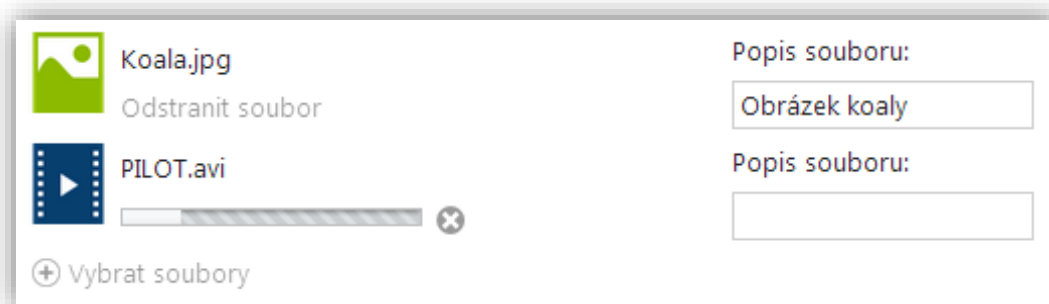 Koala.jpg
Popis souboru:
Odstranit soubor
Obrázek koaly
PILOT.avi
Popis souboru:
Vybrat soubory